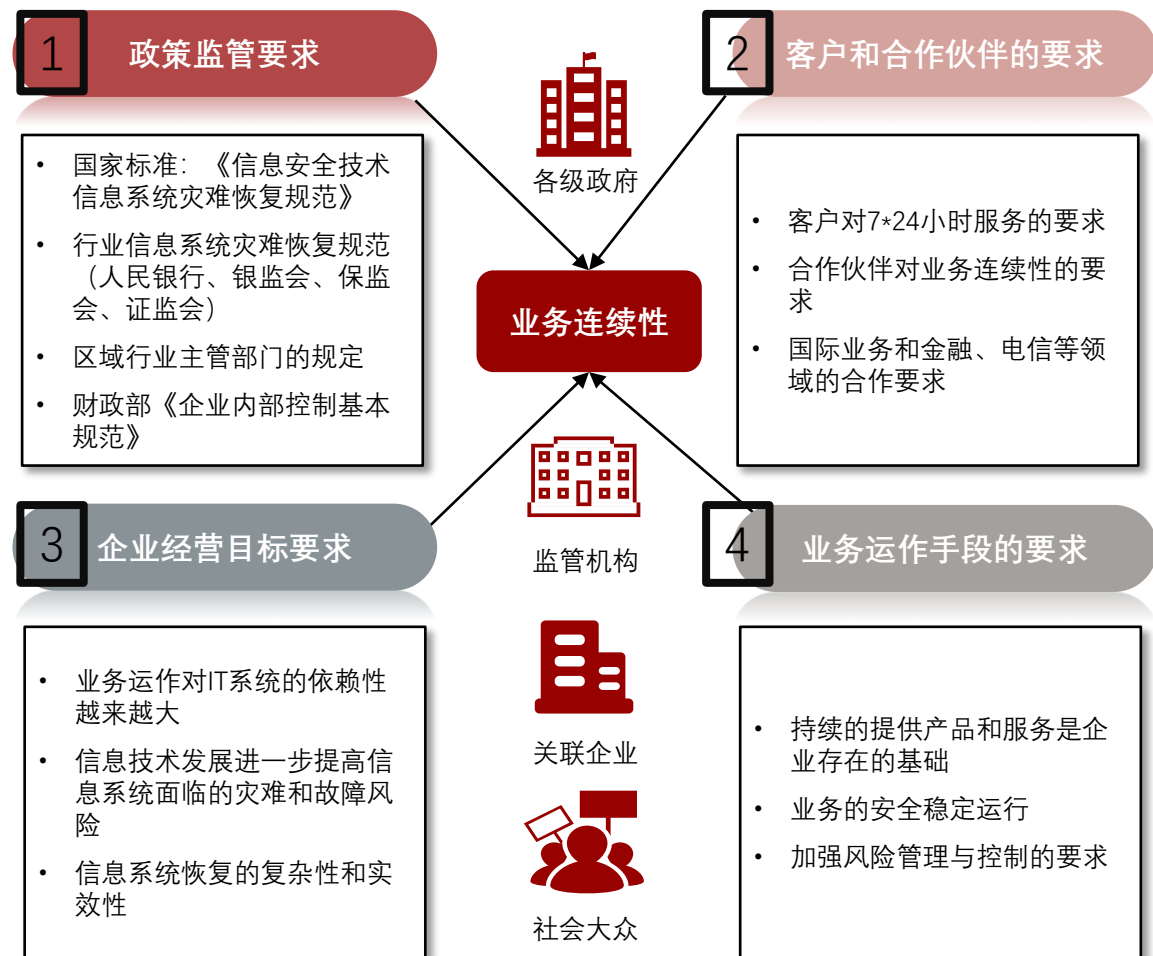 1
政策监管要求
• 国家标准：《信息安全技术
信息系统灾难恢复规范》
• 行业信息系统灾难恢复规范
（人民银行、银监会、保监
会、证监会）
• 区域行业主管部门的规定
• 财政部《企业内部控制基本
规范》
各级政府
2
客户和合作伙伴的要求
• 客户对7*24小时服务的要求
• 合作伙伴对业务连续性的要
求
• 国际业务和金融、电信等领
域的合作要求
业务连续性
监管机构
3
企业经营目标要求
• 业务运作对IT系统的依赖性
越来越大
• 信息技术发展进一步提高信
息系统面临的灾难和故障风
险
• 信息系统恢复的复杂性和实
效性
关联企业
社会大众
4
业务运作手段的要求
• 持续的提供产品和服务是企
业存在的基础
• 业务的安全稳定运行
• 加强风险管理与控制的要求